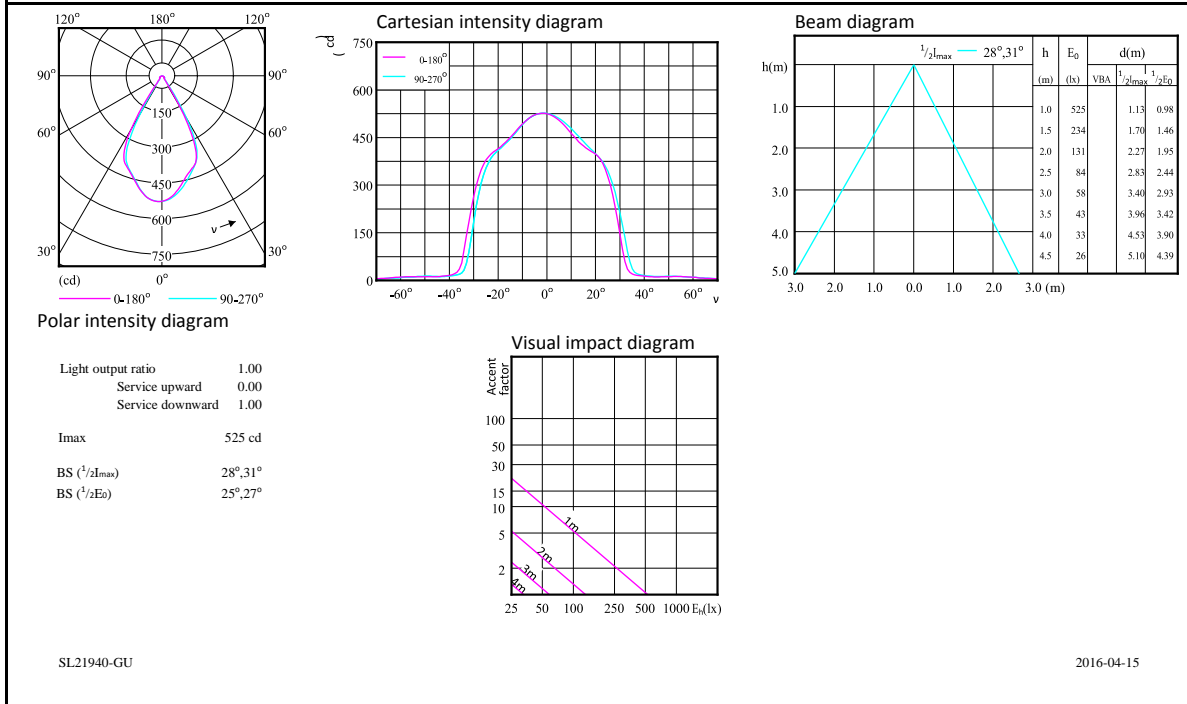 120° 180° 120°
90° 90°
60° 60°
30° 30°
150
300
450
600
750
ν
(cd) 0°
0-180° 90-270°
Polar intensity diagram
Cartesian intensity diagram
(cd)
750
600
450
300
150
0
0-180°
90-270°
-60° -40° -20° 0° 20° 40° 60° ν
Beam diagram
1/2Imax 28°,31°
h(m)
1.0
2.0
3.0
4.0
5.0
3.0 2.0 1.0 0.0 1.0 2.0 3.0 (m)
h E0 d(m)
(m) (lx) VBA 1/2Imax 1/2E0
1.0 525 1.13 0.98
1.5 234 1.70 1.46
2.0 131 2.27 1.95
2.5 84 2.83 2.44
3.0 58 3.40 2.93
3.5 43 3.96 3.42
4.0 33 4.53 3.90
4.5 26 5.10 4.39
Light output ratio 1.00
Service upward 0.00
Service downward 1.00
Imax 525 cd
BS (1/2Imax) 28°,31°
BS (1/2E0) 25°,27°
Visual impact diagram
Accent
factor
100
50
30
15
10
5
2
1m
2m
3m
4m
25 50 100 250 500 1000 Eh(lx)
SL21940-GU 2016-04-15